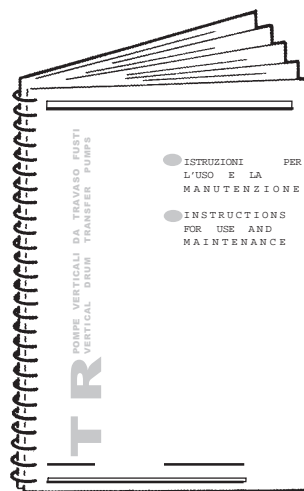 POMPE VERTICALI DA TRAVASO FUSTI
VERTICAL DRUM TRANSFER PUMPS
TR
ISTRUZIONI PER
L'USO E LA
MANUTENZIONE
INSTRUCTIONS
FOR USE AND
MAINTENANCE